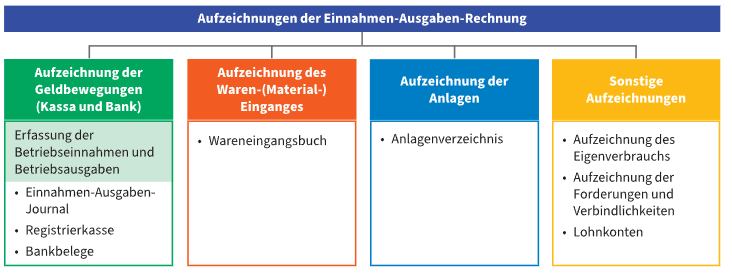 Aufzeichnungen der Einnahmen-Ausgaben-Rechnung
Aufzeichnung der
Geldbewegungen
(Kassa und Bank)
Erfassung der
Betriebseinnahmen und
Betriebsausgaben
• Einnahmen-Ausgaben-
Journal
• Registrierkasse
• Bankbelege
Aufzeichnung des
Waren-(Material-)
Einganges
• Wareneingangsbuch
Aufzeichnung der
Anlagen
• Anlagenverzeichnis
Sonstige
Aufzeichnungen
• Aufzeichnung des
Eigenverbrauchs
• Aufzeichnung der
Forderungen und
Verbindlichkeiten
• Lohnkonten